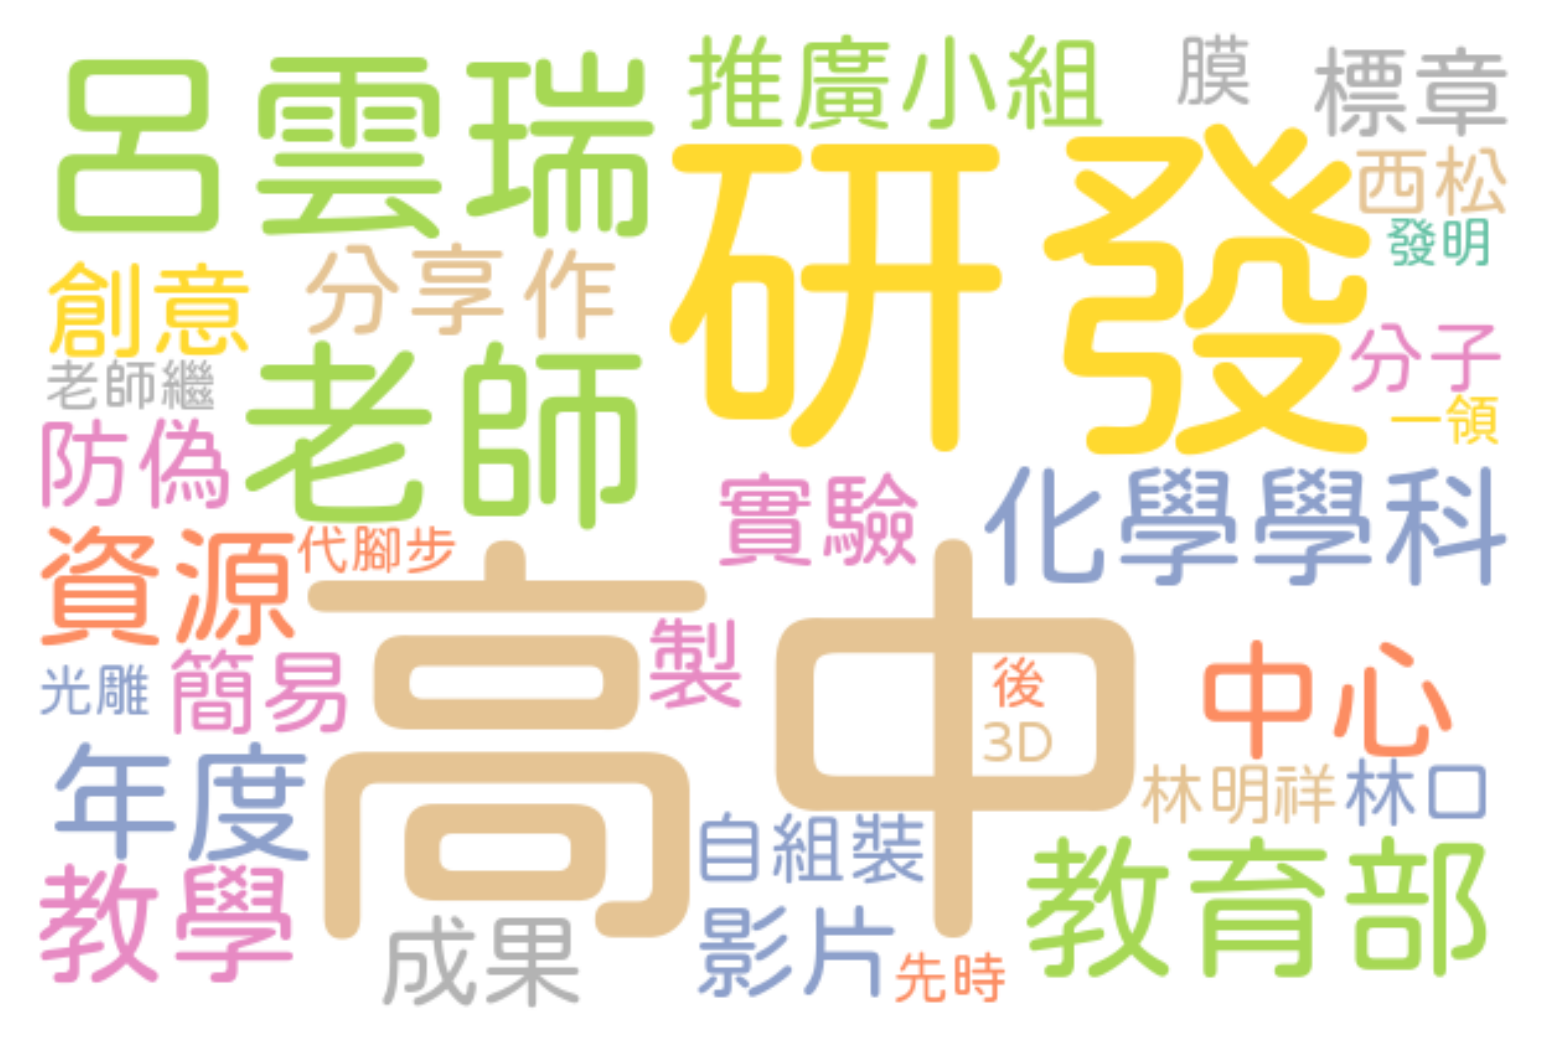 呂雲瑞
推廣小組
膜
標章
研發
西松
發明
創意
分享
作
老師繼
老師
分子
一領
防偽
實驗
化學學科
資源
代腳步
高中
製
後
3D
中心
光雕
簡易
林明祥
林口
年度
自組裝
教育部
教學
成果
影片
先時